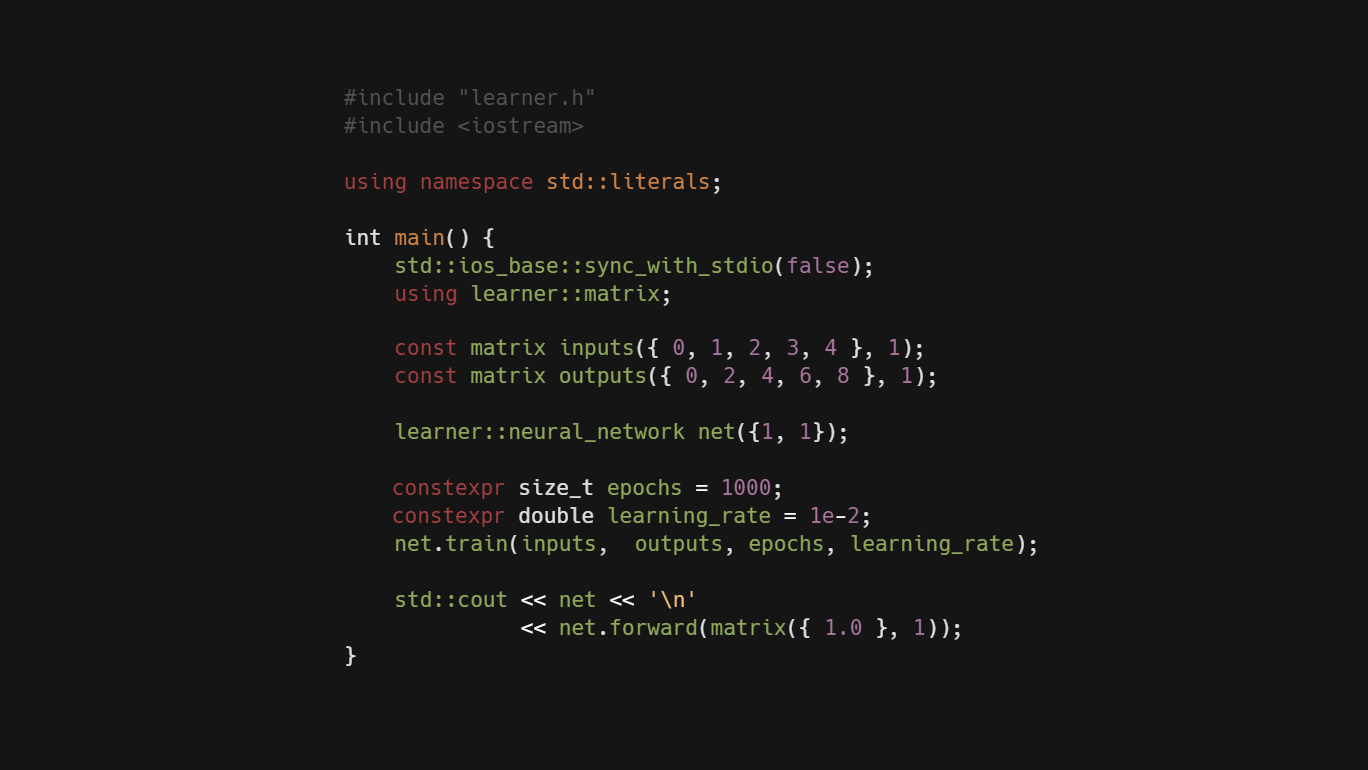 #include "learner.h"
#include <iostream>

using namespace std::literals;

int main() {
    std::ios_base::sync_with_stdio(false);
    using learner::matrix;

    const matrix inputs({ 0, 1, 2, 3, 4 }, 1);
    const matrix outputs({ 0, 2, 4, 6, 8 }, 1);

    learner::neural_network net({1, 1});

    constexpr size_t epochs = 1000;
    constexpr double learning_rate = 1e-2;
    net.train(inputs,  outputs, epochs, learning_rate);

    std::cout << net << '\n'
              << net.forward(matrix({ 1.0 }, 1));
}